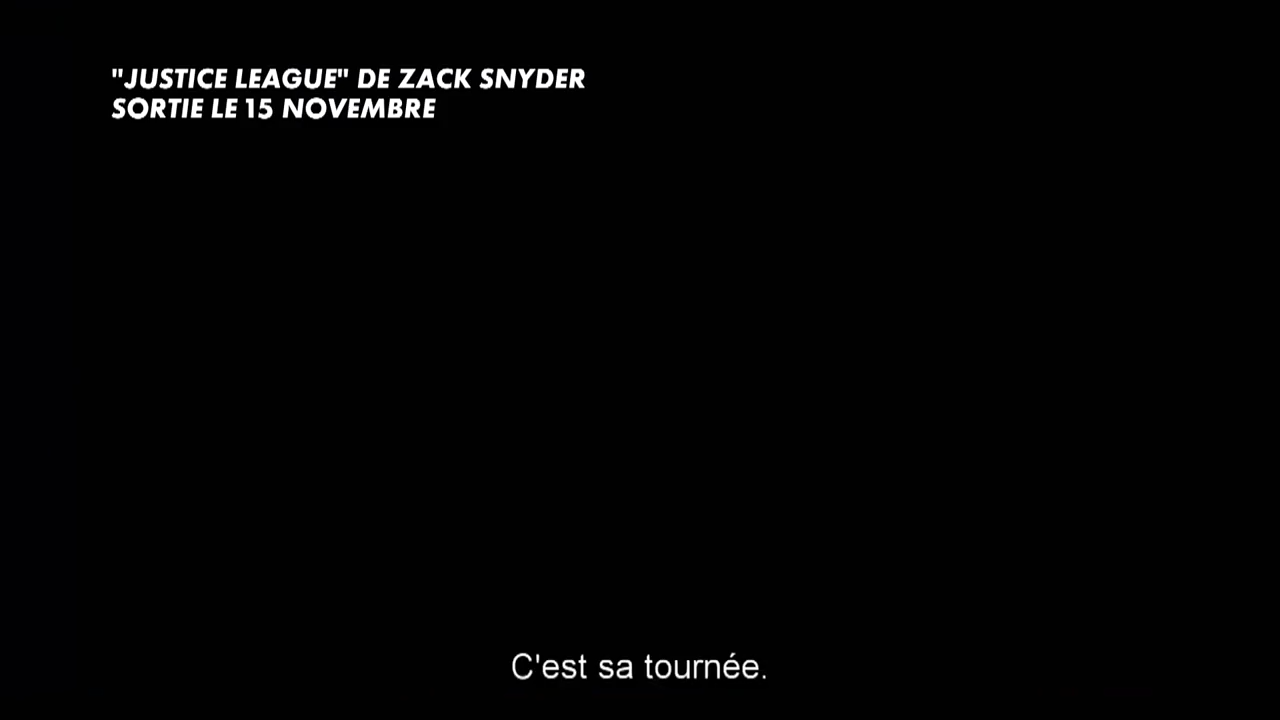 "JUSTICE LEAGUE" DE ZACK SNYDER
SORTIE LE 15 NOVEMBRE
C'est sa tournée.